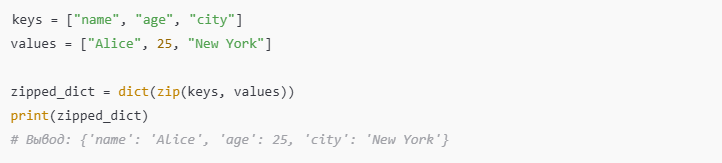 keys = ["name", "age", "city"]
values = ["Alice", 25, "New York"]
zipped_dict = dict(zip(keys, values))
print(zipped_dict)
# Вывод: {'name': 'Alice', 'age': 25, 'city': 'New York'}